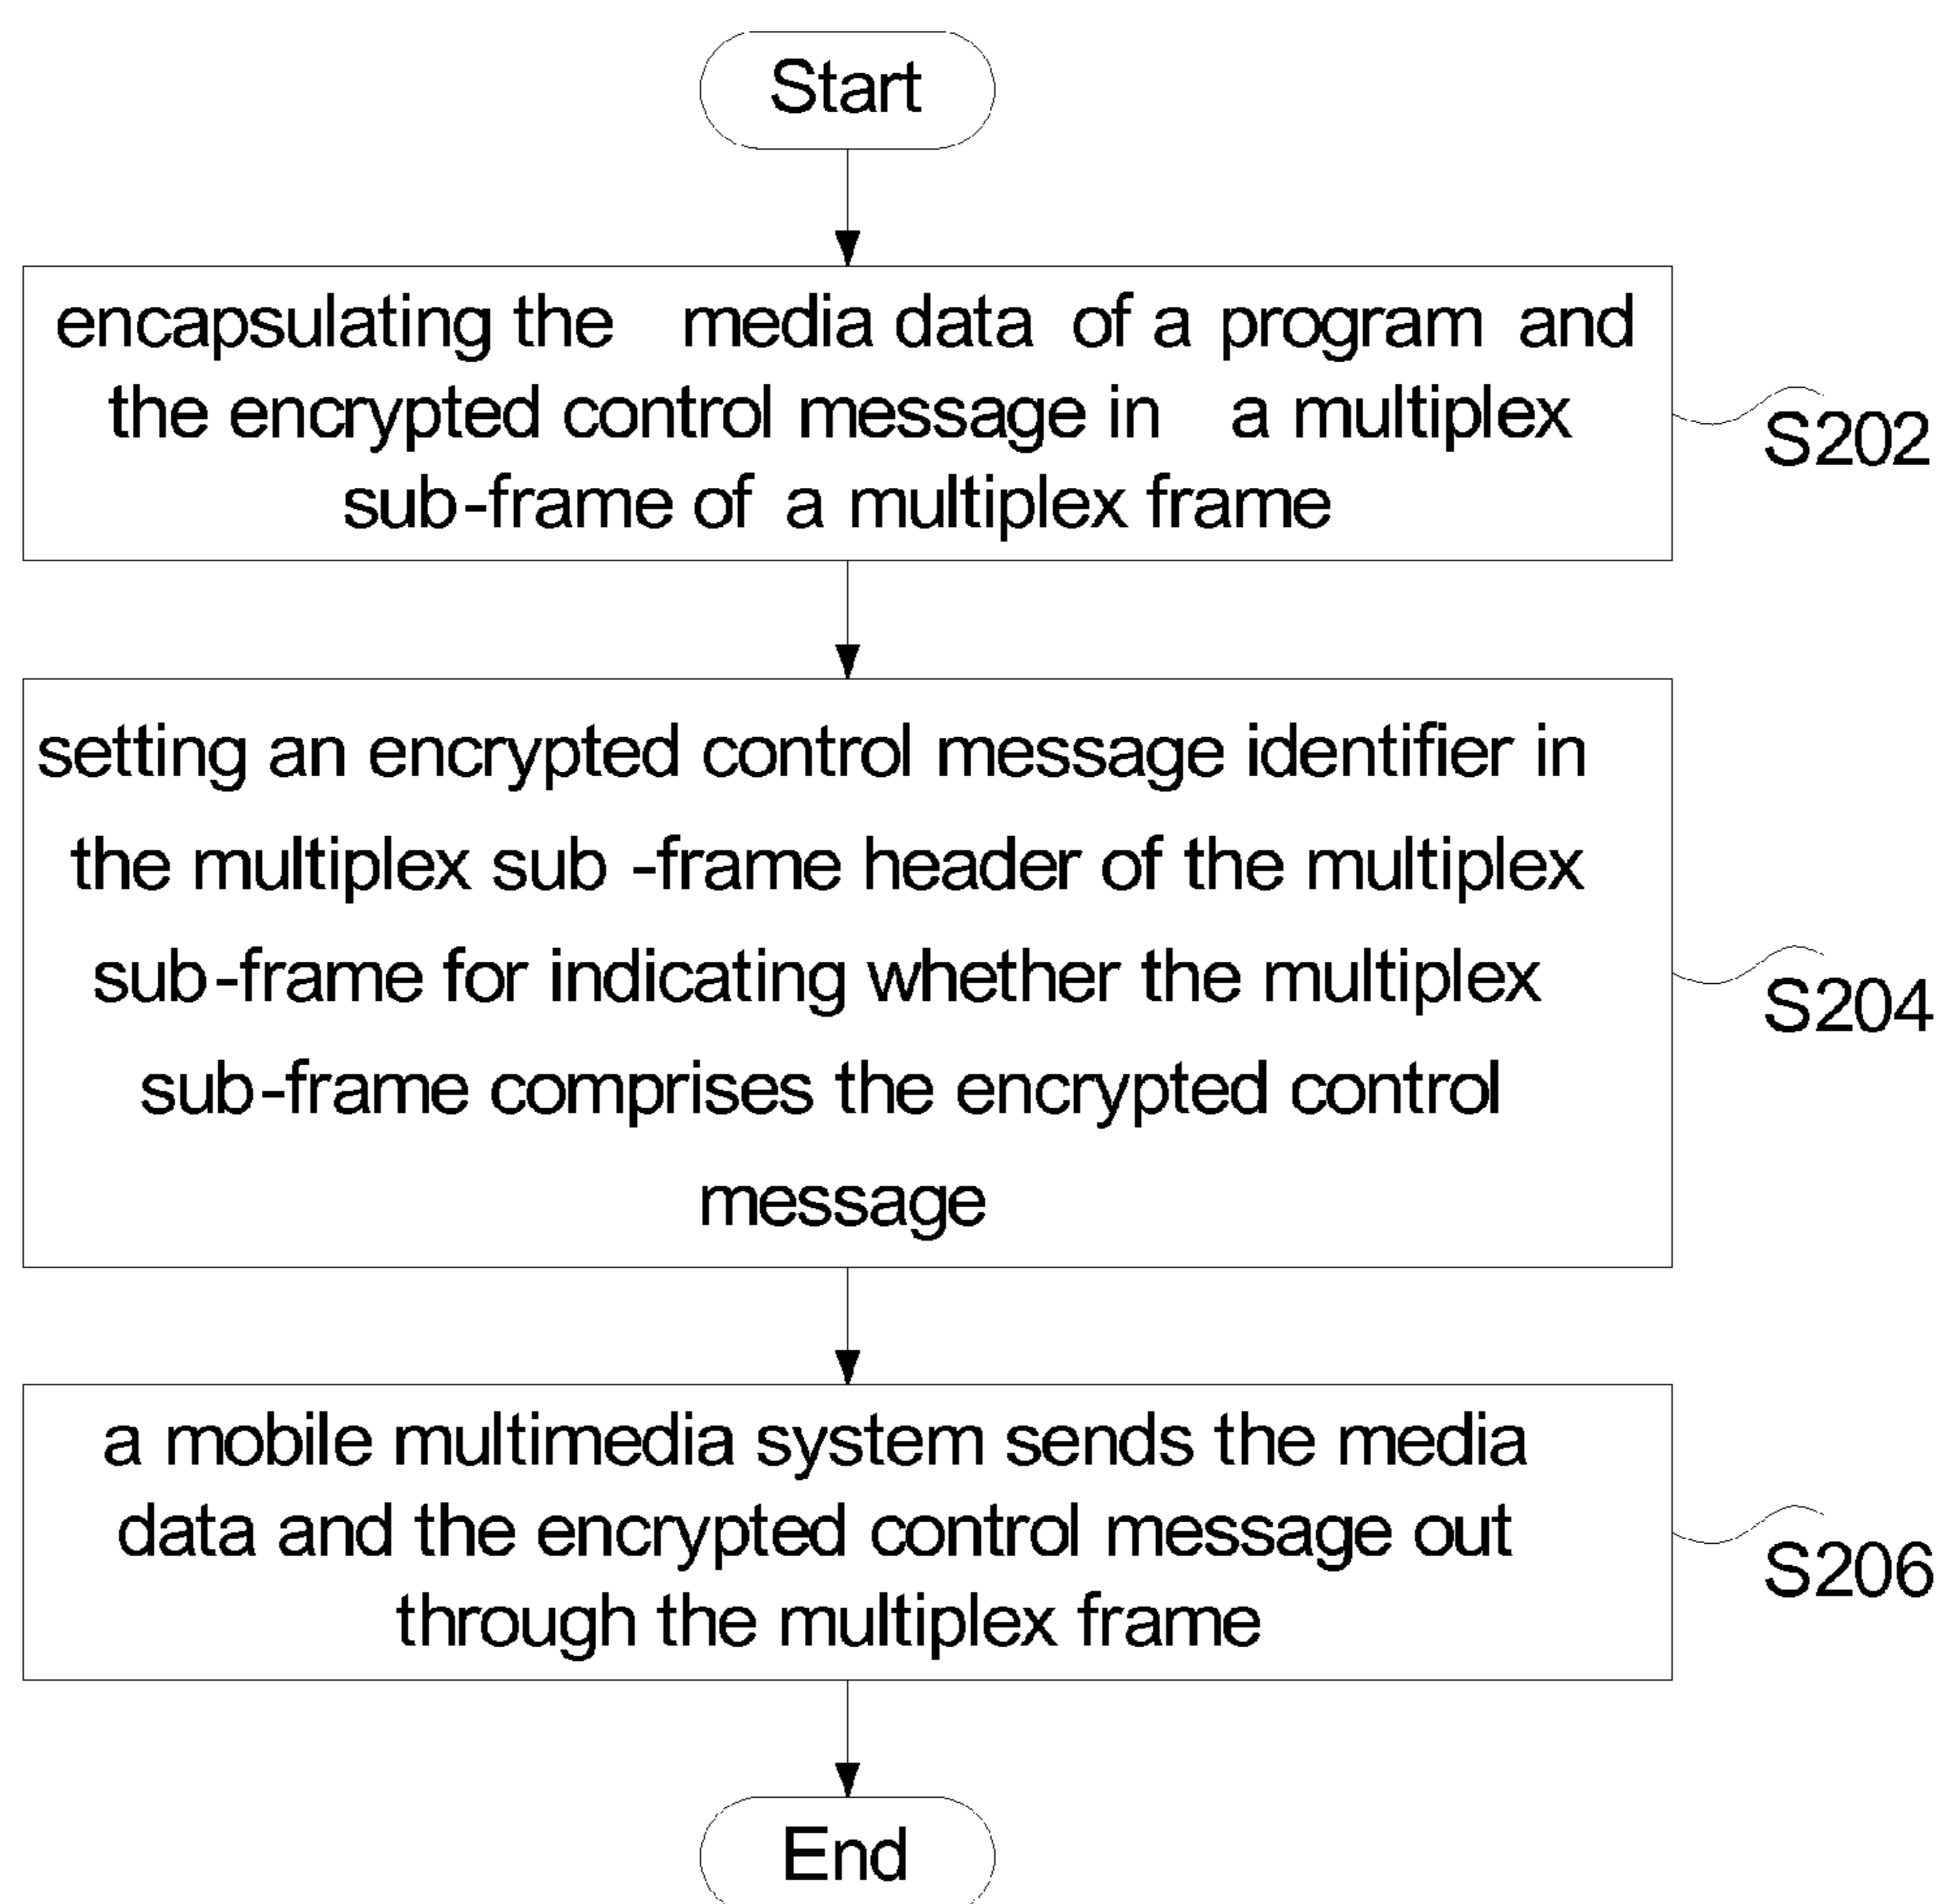 Start
encapsulating the media data of a program and
the encrypted control message in a multiplex
sub-frame of a multiplex frame
S202
setting an encrypted control message identifier in
the multiplex sub -frame header of the multiplex
sub-frame for indicating whether the multiplex
sub-frame comprises the encrypted control
message
S204
a mobile multimedia system sends the media
data and the encrypted control message out
through the multiplex frame
S206
End